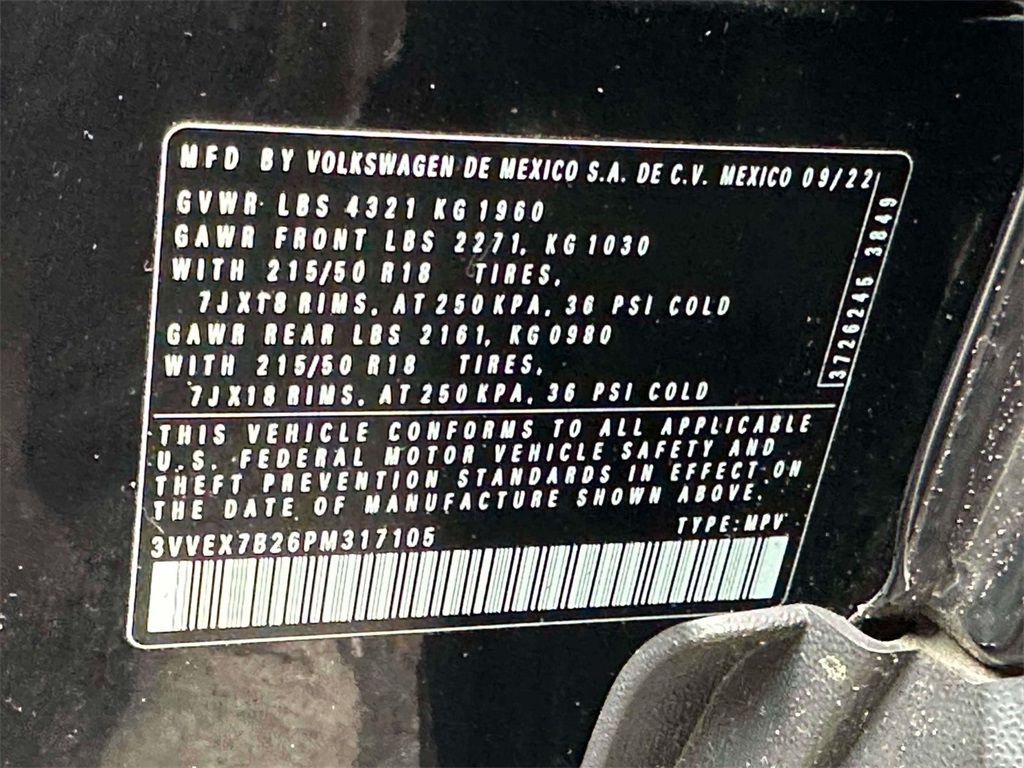 MFD BY VOLKSWAGEN DE MEXICO S.A. DE C.V. MEXICO 09/22
GVWR LBS 4321 KG 1960
GAWR FRONT LBS 2271, KG 1030
WITH 215/50 R18 TIRES,
7JX18 RIMS, AT 250 KPA, 36 PSI COLD
GAWR REAR LBS 2161, KG 0980
WITH 215/50 R18 TIRES,
7JX18 RIMS, AT 250 KPA, 36 PSI COLD
3726245 3849
THIS VEHICLE CONFORMS TO ALL APPLICABLE
U.S. FEDERAL MOTOR VEHICLE SAFETY AND
THEFT PREVENTION STANDARDS IN EFFECT ON
THE DATE OF MANUFACTURE SHOWN ABOVE.
TYPE: MPV
3VVEX7B26PM317105